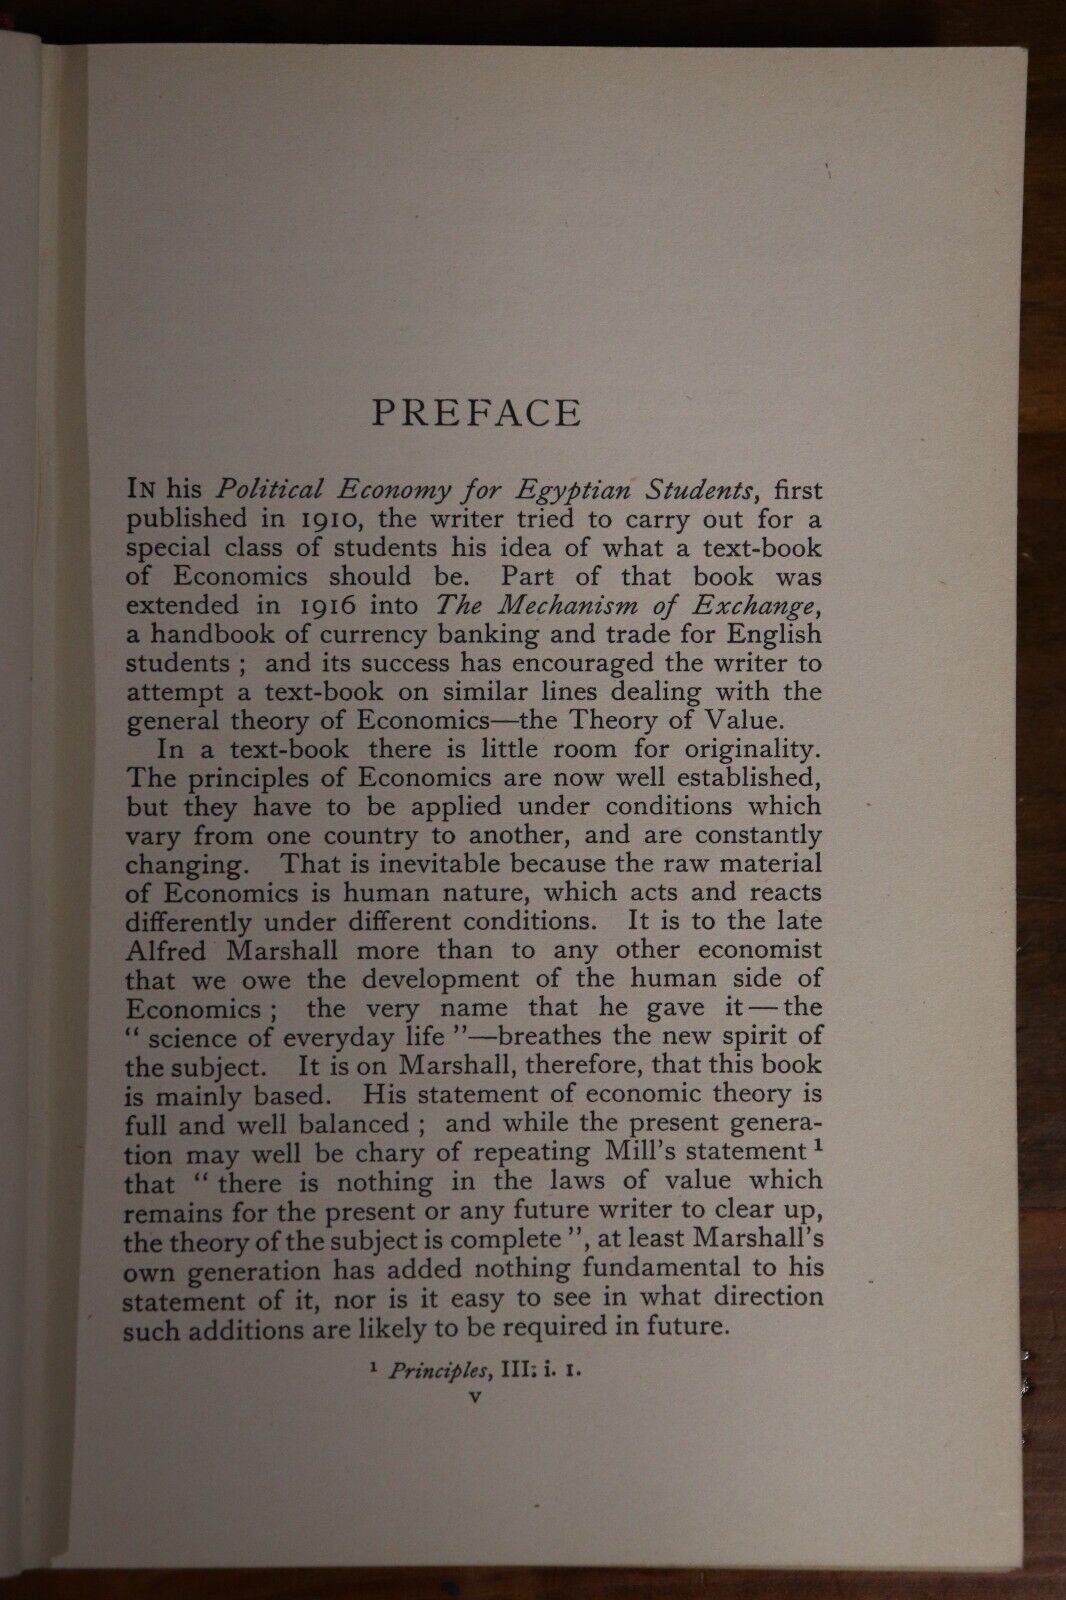 PREFACE
IN his Political Economy for Egyptian Students, first
published in 1910, the writer tried to carry out for a
special class of students his idea of what a text-book
of Economics should be. Part of that book was
extended in 1916 into The Mechanism of Exchange,
a handbook of currency banking and trade for English
students ; and its success has encouraged the writer to
attempt a text-book on similar lines dealing with the
general theory of Economics—the Theory of Value.
In a text-book there is little room for originality.
The principles of Economics are now well established,
but they have to be applied under conditions which
vary from one country to another, and are constantly
changing. That is inevitable because the raw material
of Economics is human nature, which acts and reacts
differently under different conditions. It is to the late
Alfred Marshall more than to any other economist
that we owe the development of the human side of
Economics ; the very name that he gave it—the
“ science of everyday life ”—breathes the new spirit of
the subject. It is on Marshall, therefore, that this book
is mainly based. His statement of economic theory is
full and well balanced ; and while the present genera-
tion may well be chary of repeating Mill’s statement ¹
that “ there is nothing in the laws of value which
remains for the present or any future writer to clear up,
the theory of the subject is complete ”, at least Marshall’s
own generation has added nothing fundamental to his
statement of it, nor is it easy to see in what direction
such additions are likely to be required in future.
¹ Principles, III. i. 1.
v